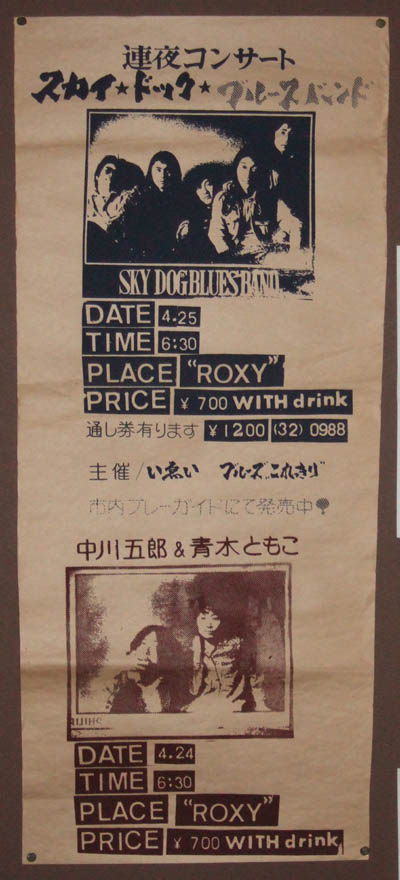 連夜コンサート
スカイ★ドッグ★ブルースバンド
SKY DOG BLUES BAND
DATE 4.25
TIME 6:30
PLACE "ROXY"
PRICE ¥700 WITH drink
通し券有ります ¥1200 (32)0988
主催/いゑい ブルーズ"これきり"
市内プレーガイドにて発売中
中川五郎&青木ともこ
DATE 4.24
TIME 6:30
PLACE "ROXY"
PRICE ¥700 WITH drink